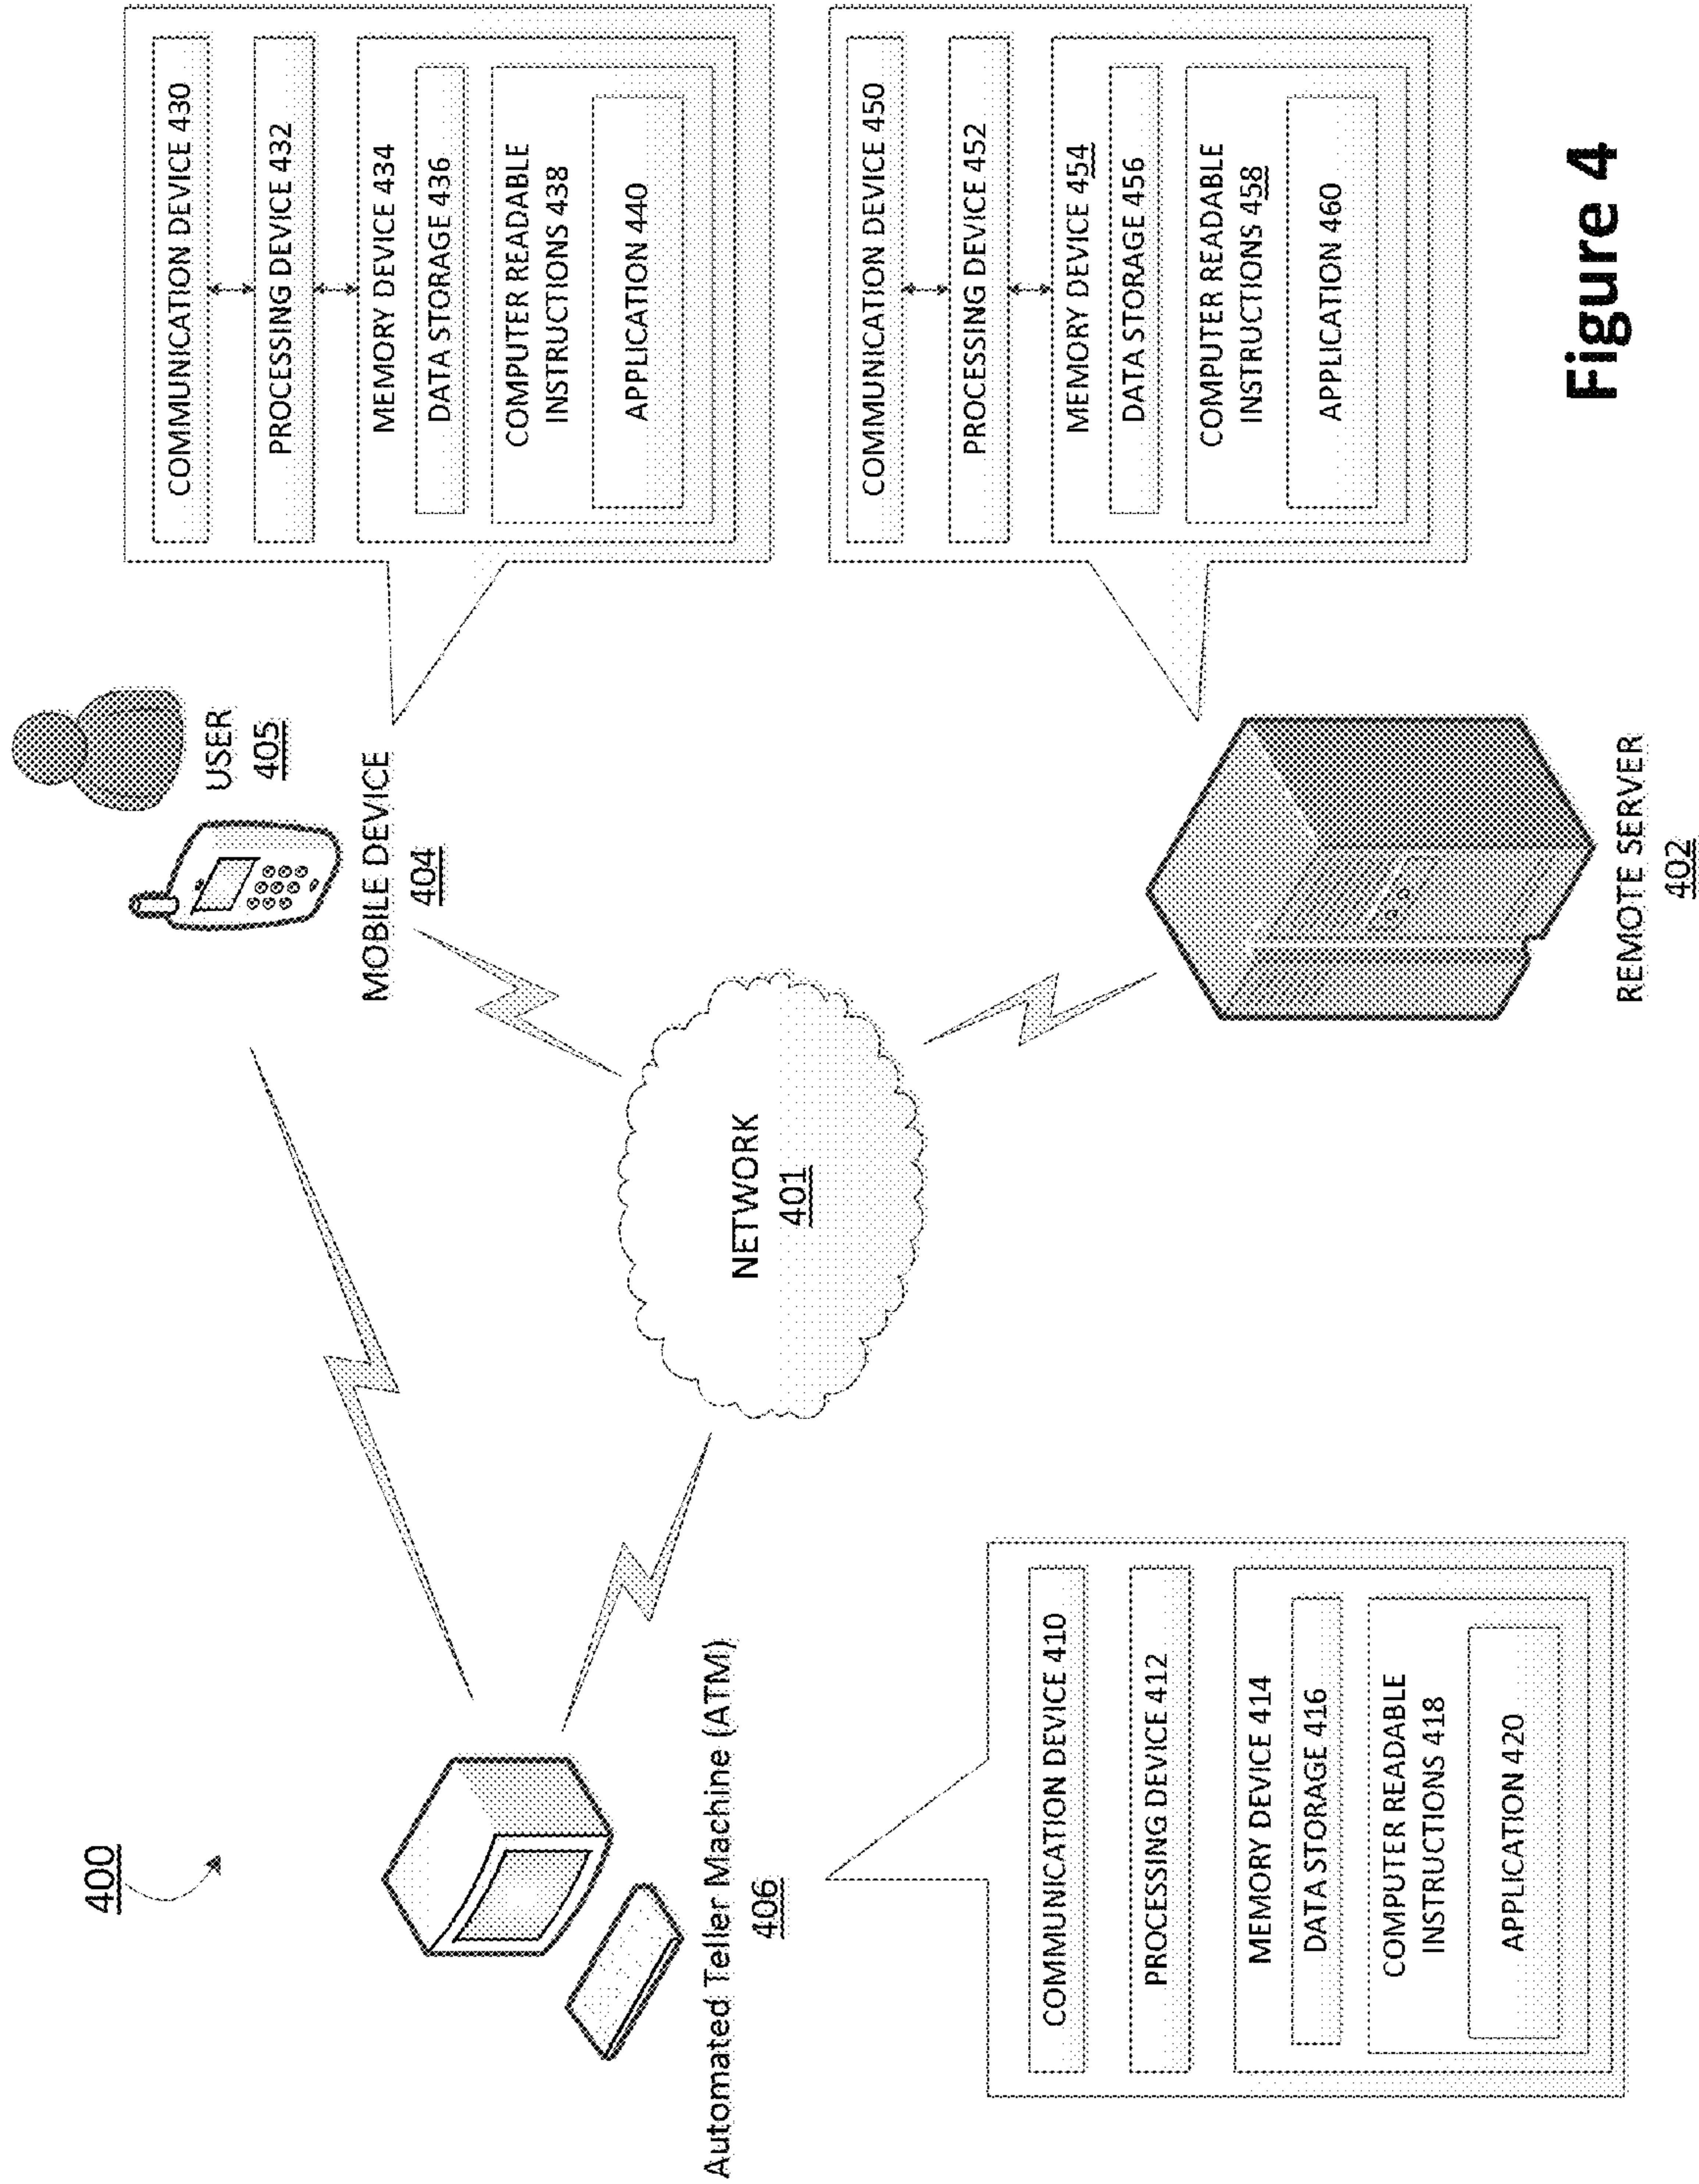 400
USER
405
MOBILE DEVICE
404
COMMUNICATION DEVICE 430
PROCESSING DEVICE 432
MEMORY DEVICE 434
DATA STORAGE 436
COMPUTER READABLE
INSTRUCTIONS 438
APPLICATION 440
NETWORK
401
Automated Teller Machine (ATM)
406
COMMUNICATION DEVICE 410
PROCESSING DEVICE 412
MEMORY DEVICE 414
DATA STORAGE 416
COMPUTER READABLE
INSTRUCTIONS 418
APPLICATION 420
REMOTE SERVER
402
COMMUNICATION DEVICE 450
PROCESSING DEVICE 452
MEMORY DEVICE 454
DATA STORAGE 456
COMPUTER READABLE
INSTRUCTIONS 458
APPLICATION 460
Figure 4